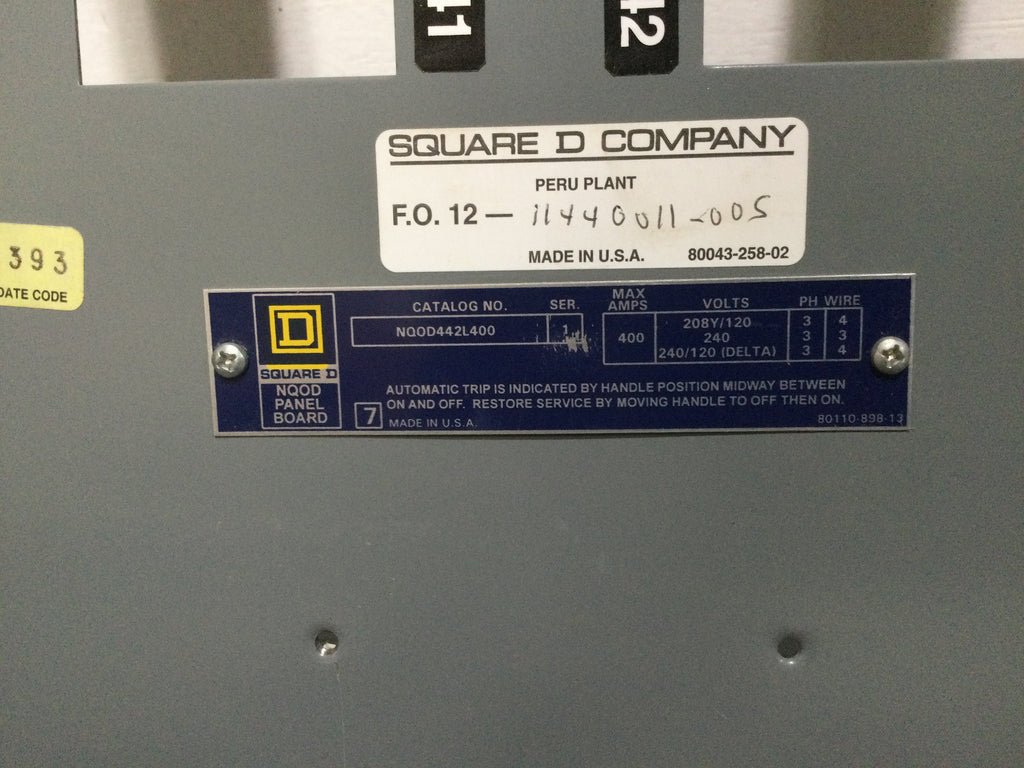 41
42
SQUARE D COMPANY
PERU PLANT
F.O. 12 — 11440011-005
MADE IN U.S.A. 80043-258-02
393
DATE CODE
D
SQUARE D
NQOD
PANEL
BOARD
CATALOG NO. SER.
NQOD442L400 1
MAX
AMPS VOLTS PH WIRE
400
208Y/120 3 4
240 3 3
240/120 (DELTA) 3 4
AUTOMATIC TRIP IS INDICATED BY HANDLE POSITION MIDWAY BETWEEN
ON AND OFF. RESTORE SERVICE BY MOVING HANDLE TO OFF THEN ON.
7 MADE IN U.S.A. 80110-898-13